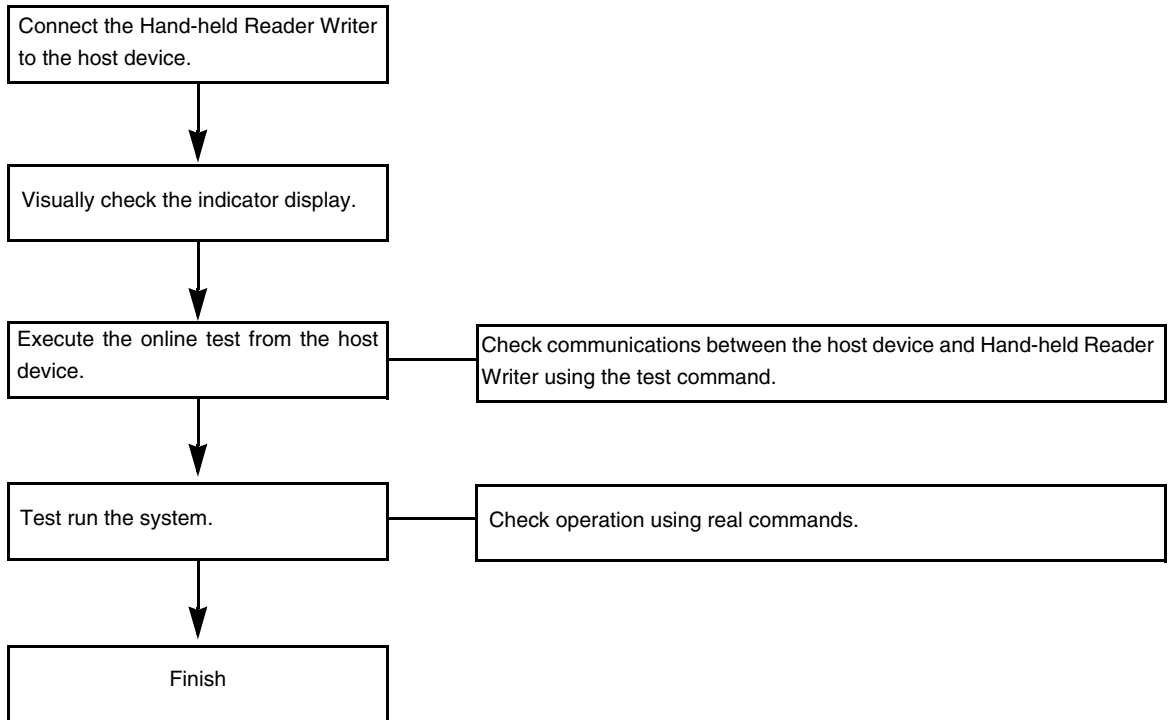 Connect the Hand-held Reader Writer
to the host device.
Visually check the indicator display.
Execute the online test from the host
device.
Check communications between the host device and Hand-held Reader
Writer using the test command.
Test run the system.
Check operation using real commands.
Finish